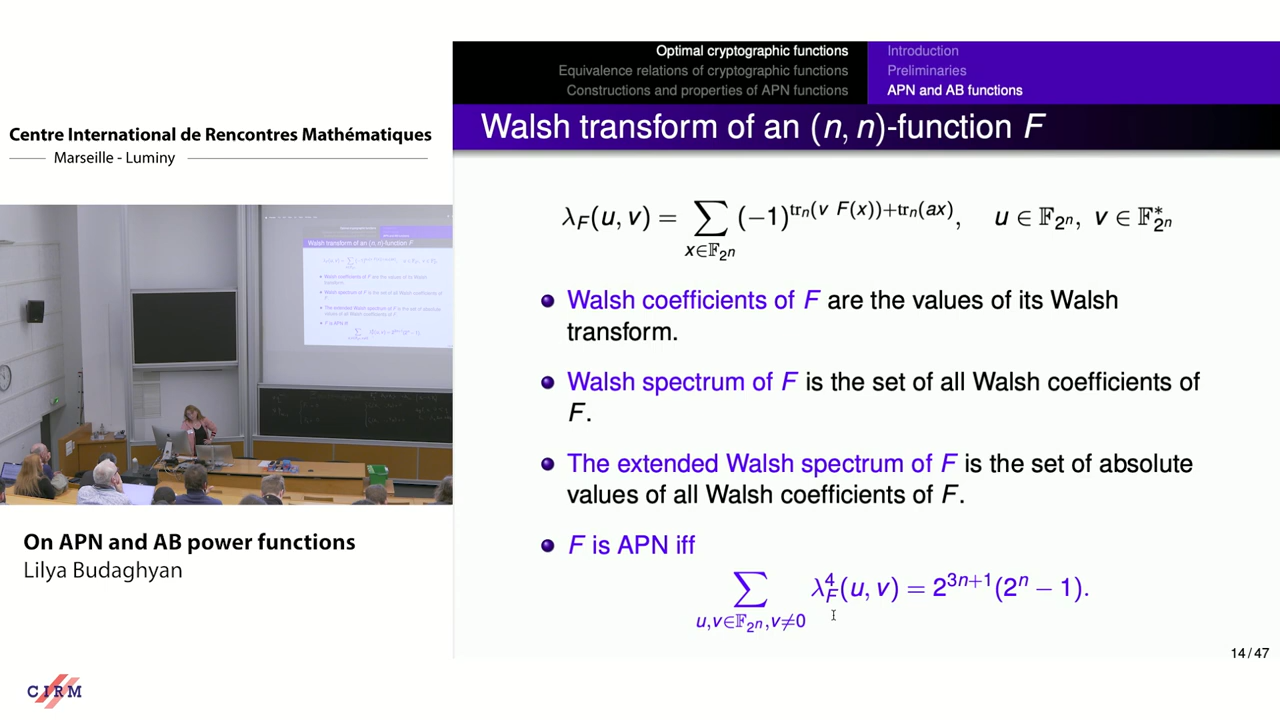 Optimal cryptographic functions
Equivalence relations of cryptographic functions
Constructions and properties of APN functions
Introduction
Preliminaries
APN and AB functions
Walsh transform of an (n, n)-function F
Centre International de Rencontres Mathématiques
Marseille - Luminy
λ_F(u, v) = ∑_{x∈𝔽_{2^n}} (−1)^{tr_n(v F(x))+tr_n(ax)}, u ∈ 𝔽_{2^n}, v ∈ 𝔽*_{2^n}
• Walsh coefficients of F are the values of its Walsh
transform.
• Walsh spectrum of F is the set of all Walsh coefficients of
F.
• The extended Walsh spectrum of F is the set of absolute
values of all Walsh coefficients of F.
• F is APN iff
∑_{u,v∈𝔽_{2^n},v≠0} λ_F^4(u, v) = 2^{3n+1}(2^n − 1).
14 / 47
Walsh transform of an (n, n)-function F
On APN and AB power functions
Lilya Budaghyan
CIRM